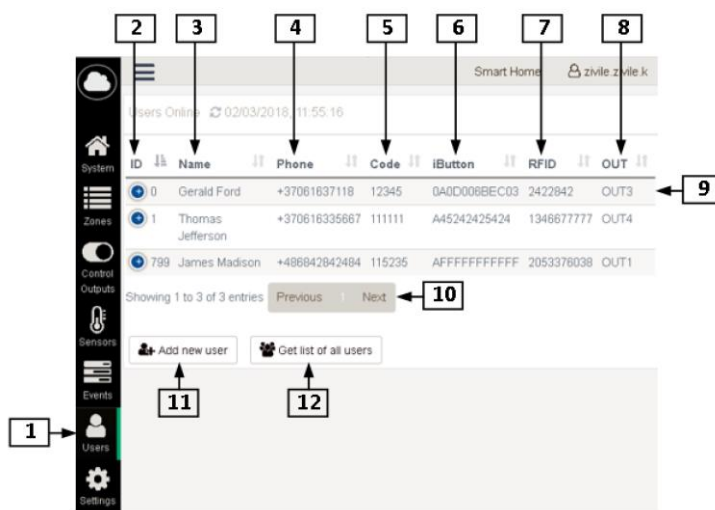 2 3 4 5 6 7 8
Smart Home zivile.zivile.k
Users Online 02/03/2018, 11:55:16
System
ID Name Phone Code iButton RFID OUT
0 Gerald Ford +37061637118 12345 0A0D006BEC03 2422842 OUT3
9
Zones
1 Thomas Jefferson +370616335667 111111 A45242425424 1346677777 OUT4
799 James Madison +486842842484 115235 AFFFFFFFFFFF 2053376038 OUT1
Control
Outputs
Showing 1 to 3 of 3 entries Previous 1 Next
10
Sensors
Add new user Get list of all users
Events
11 12
1
Users
Settings